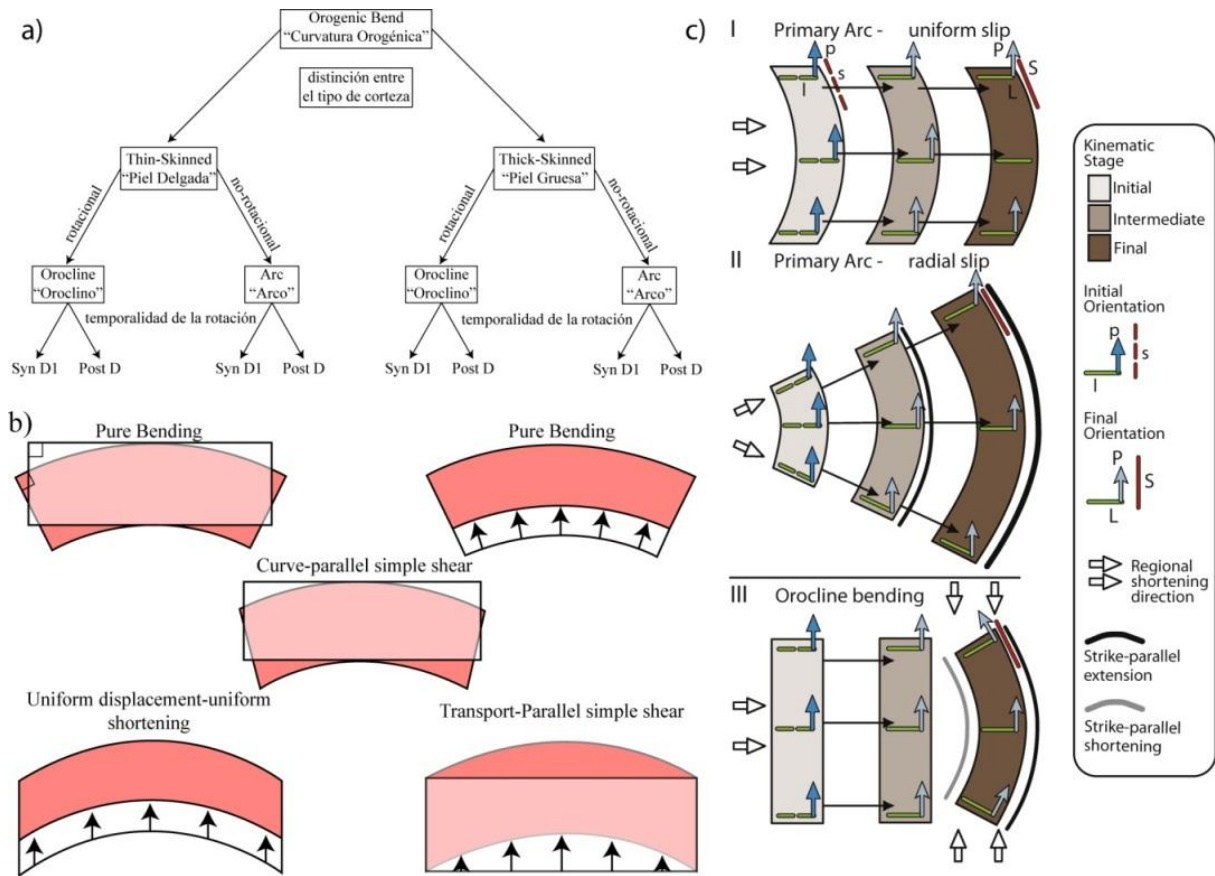 a)
Orogenic Bend
“Curvatura Orogénica”
distinción entre
el tipo de corteza
Thin-Skinned
“Piel Delgada”
Thick-Skinned
“Piel Gruesa”
rotacional
no-rotacional
rotacional
no-rotacional
Orocline
“Oroclino”
Arc
“Arco”
Orocline
“Oroclino”
Arc
“Arco”
temporalidad de la rotación
temporalidad de la rotación
Syn D1
Post D
Syn D1
Post D
Syn D1
Post D
Syn D1
Post D
b)
Pure Bending
Pure Bending
Curve-parallel simple shear
Uniform displacement-uniform
shortening
Transport-Parallel simple shear
c)
I Primary Arc - uniform slip
p
s
l
P
S
L
II Primary Arc - radial slip
III Orocline bending
Kinematic
Stage
Initial
Intermediate
Final
Initial
Orientation
p
s
l
Final
Orientation
P
S
L
Regional
shortening
direction
Strike-parallel
extension
Strike-parallel
shortening